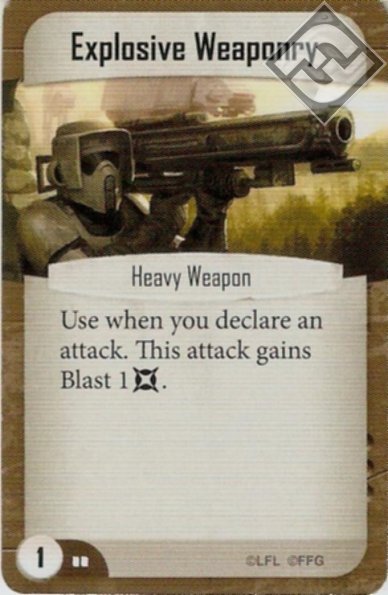 Explosive Weaponry
Heavy Weapon
Use when you declare an
attack. This attack gains
Blast 1.
1
©LFL ©FFG